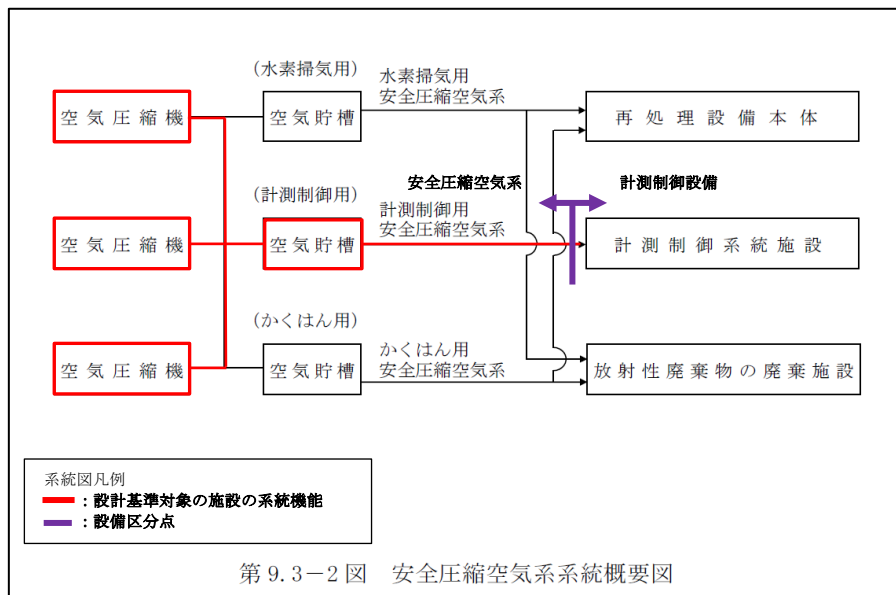 (水素掃気用)
水素掃気用
安全圧縮空気系
空気圧縮機
空気貯槽
再処理設備本体
安全圧縮空気系
計測制御設備
(計測制御用)
計測制御用
安全圧縮空気系
空気圧縮機
空気貯槽
計測制御系統施設
(かくはん用)
かくはん用
安全圧縮空気系
空気圧縮機
空気貯槽
放射性廃棄物の廃棄施設
系統図凡例
：設計基準対象の施設の系統機能
：設備区分点
第9.3－2図　安全圧縮空気系系統概要図